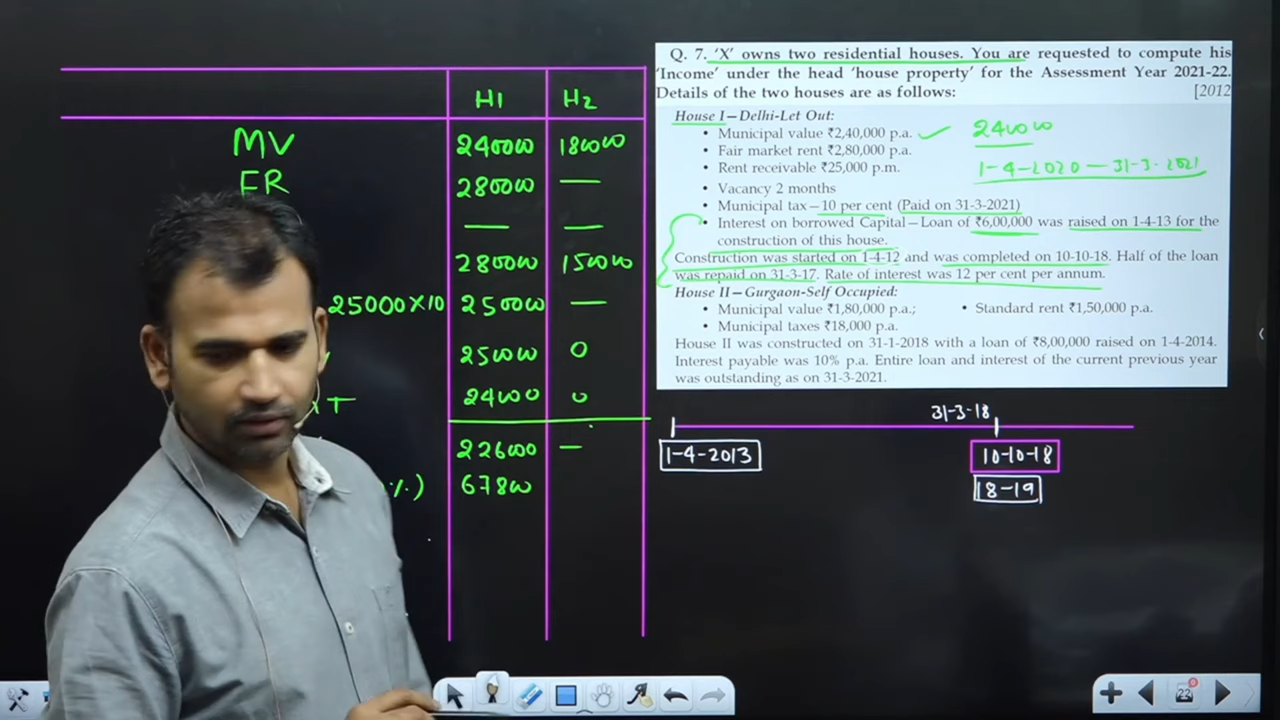 H1 H2
MV 240000 180000
FR 280000 —
— —
280000 150000
25000×10 250000 —
250000 0
T 24000 0
226000 —
%) 67800
Q. 7. 'X' owns two residential houses. You are requested to compute his
'Income' under the head 'house property' for the Assessment Year 2021-22.
Details of the two houses are as follows: [2012
House I—Delhi-Let Out:
• Municipal value ₹2,40,000 p.a.
240000
• Fair market rent ₹2,80,000 p.a.
• Rent receivable ₹25,000 p.m.
1-4-2020 — 31-3-2021
• Vacancy 2 months
• Municipal tax—10 per cent (Paid on 31-3-2021)
• Interest on borrowed Capital—Loan of ₹6,00,000 was raised on 1-4-13 for the
construction of this house.
Construction was started on 1-4-12 and was completed on 10-10-18. Half of the loan
was repaid on 31-3-17. Rate of interest was 12 per cent per annum.
House II—Gurgaon-Self Occupied:
• Municipal value ₹1,80,000 p.a.; • Standard rent ₹1,50,000 p.a.
• Municipal taxes ₹18,000 p.a.
House II was constructed on 31-1-2018 with a loan of ₹8,00,000 raised on 1-4-2014.
Interest payable was 10% p.a. Entire loan and interest of the current previous year
was outstanding as on 31-3-2021.
31-3-18
1-4-2013 10-10-18
18-19
22